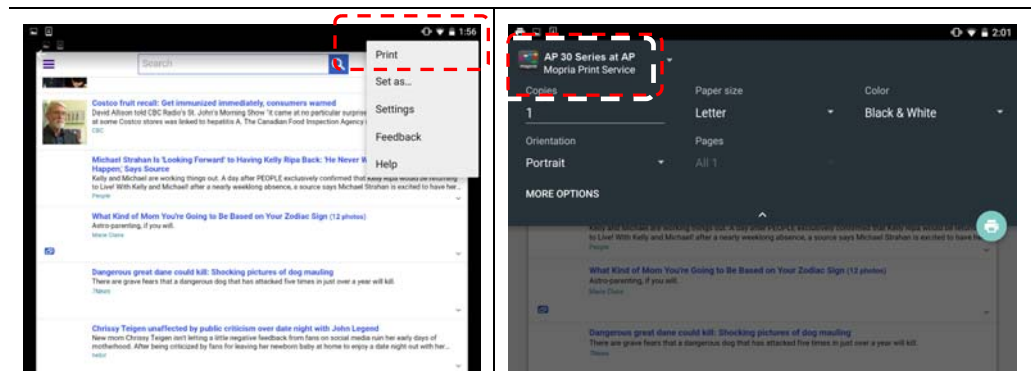 1:56
Search
Print
Set as...
Settings
Feedback
Help
Costco fruit recall: Get immunized immediately, consumers warned
David Allison told CBC Radio's St. John's Morning Show "it came at no particular surprise
at some Costco stores was linked to hepatitis A. The Canadian Food Inspection Agency
CBC
Michael Strahan Is 'Looking Forward' to Having Kelly Ripa Back: 'He Never W
Happen,' Says Source
Kelly and Michael are working things out. A day after PEOPLE exclusively confirmed that Kelly Ripa would be returning
to Live! With Kelly and Michael! after a nearly weeklong absence, a source says Michael Strahan is excited to have her...
People
What Kind of Mom You're Going to Be Based on Your Zodiac Sign (12 photos)
Astro-parenting, if you will.
Marie Claire
Dangerous great dane could kill: Shocking pictures of dog mauling
There are grave fears that a dangerous dog that has attacked five times in just over a year will kill.
7News
Chrissy Teigen unaffected by public criticism over date night with John Legend
New mom Chrissy Teigen isn't letting a little negative feedback from fans on social media ruin her early days of
motherhood. After being criticized by fans for leaving her newborn baby at home to enjoy a date night out with her...
2:01
AP 30 Series at AP
Mopria Print Service
Copies
Paper size
Color
1
Letter
Black & White
Orientation
Pages
Portrait
All 1
MORE OPTIONS
Kelly and Michael are working things out. A day after PEOPLE exclusively confirmed that Kelly Ripa would be returning
to Live! With Kelly and Michael! after a nearly weeklong absence, a source says Michael Strahan is excited to have
People
What Kind of Mom You're Going to Be Based on Your Zodiac Sign (12 photos)
Astro-parenting, if you will.
Marie Claire
Dangerous great dane could kill: Shocking pictures of dog mauling
There are grave fears that a dangerous dog that has attacked five times in just over a year will kill.
7News